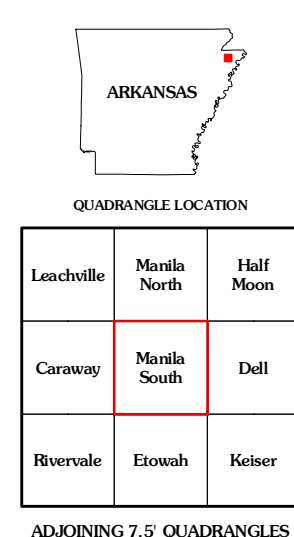 ARKANSAS
QUADRANGLE LOCATION
Leachville
Manila
North
Half
Moon
Caraway
Manila
South
Dell
Rivervale
Etowah
Keiser
ADJOINING 7.5' QUADRANGLES